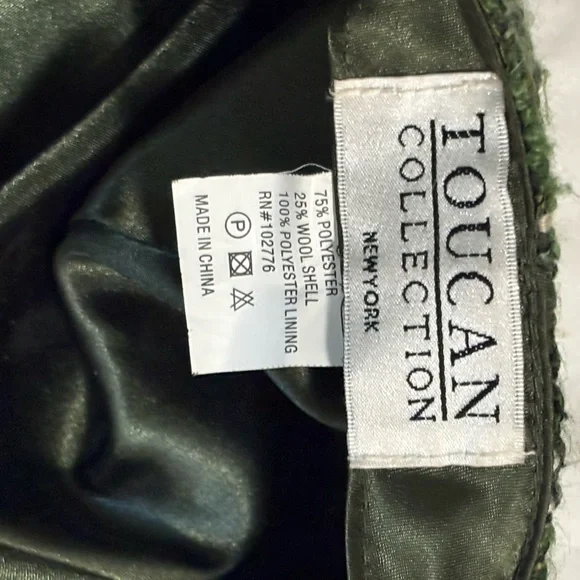 TOUCAN
COLLECTION
NEW YORK
75% POLYESTER
25% WOOL SHELL
100% POLYESTER LINING
RN#102776
P
MADE IN CHINA